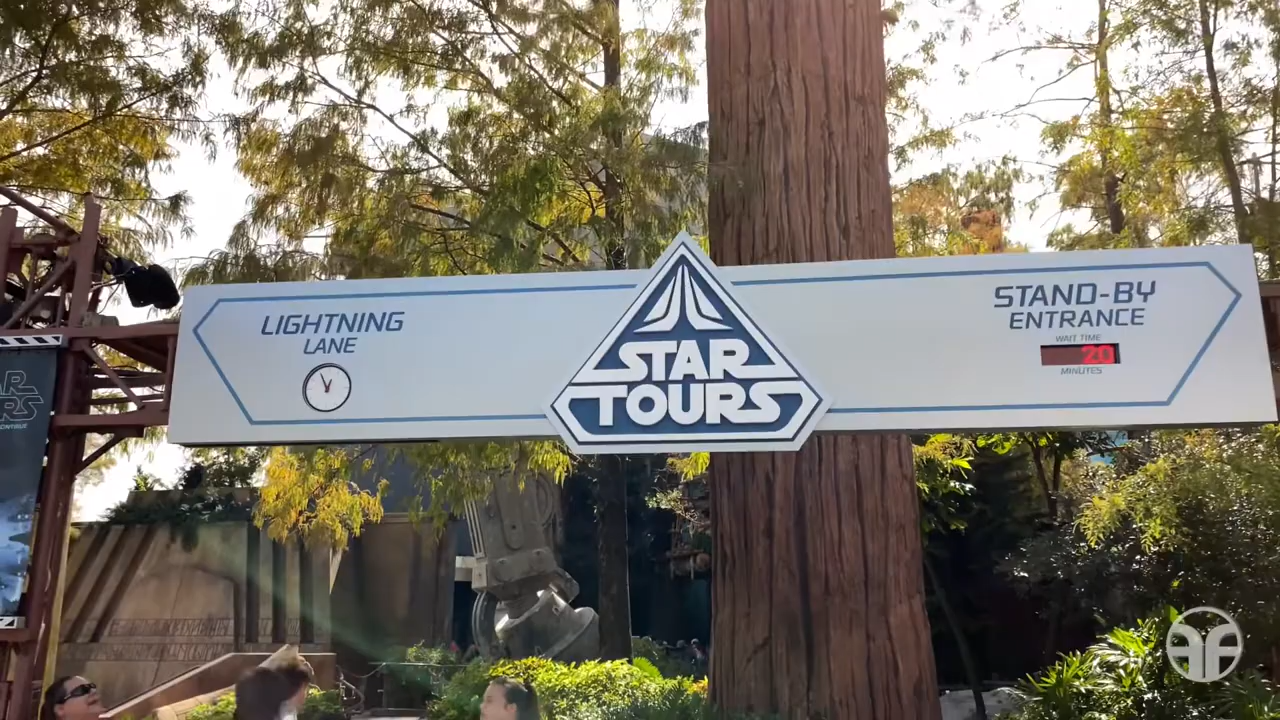 LIGHTNING
LANE
STAR
TOURS
STAND-BY
ENTRANCE
WAIT TIME
20
MINUTES